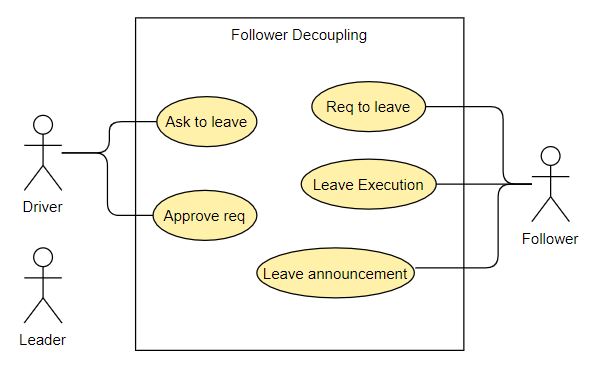 Follower Decoupling
Ask to leave
Req to leave
Leave Execution
Approve req
Leave announcement
Driver
Follower
Leader